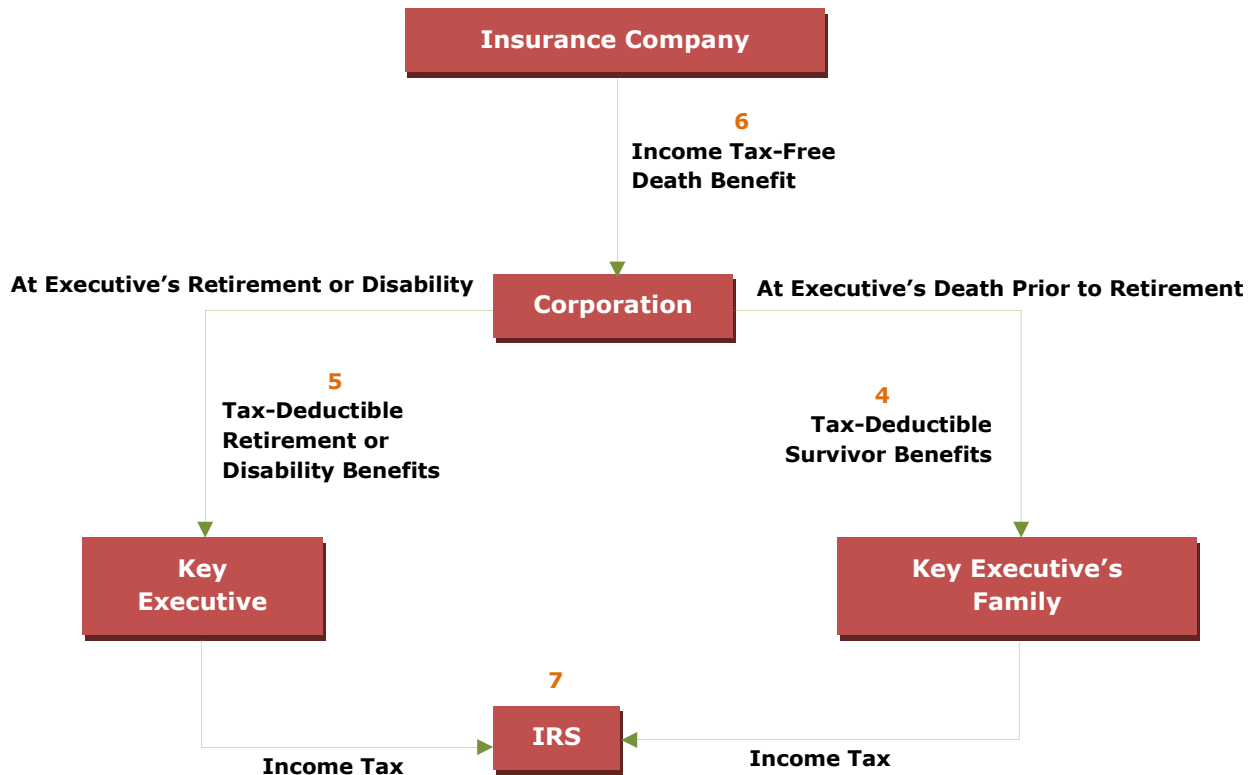 Insurance Company
6
Income Tax-Free
Death Benefit
At Executive’s Retirement or Disability
Corporation
At Executive’s Death Prior to Retirement
5
Tax-Deductible
Retirement or
Disability Benefits
4
Tax-Deductible
Survivor Benefits
Key
Executive
Key Executive’s
Family
7
IRS
Income Tax
Income Tax